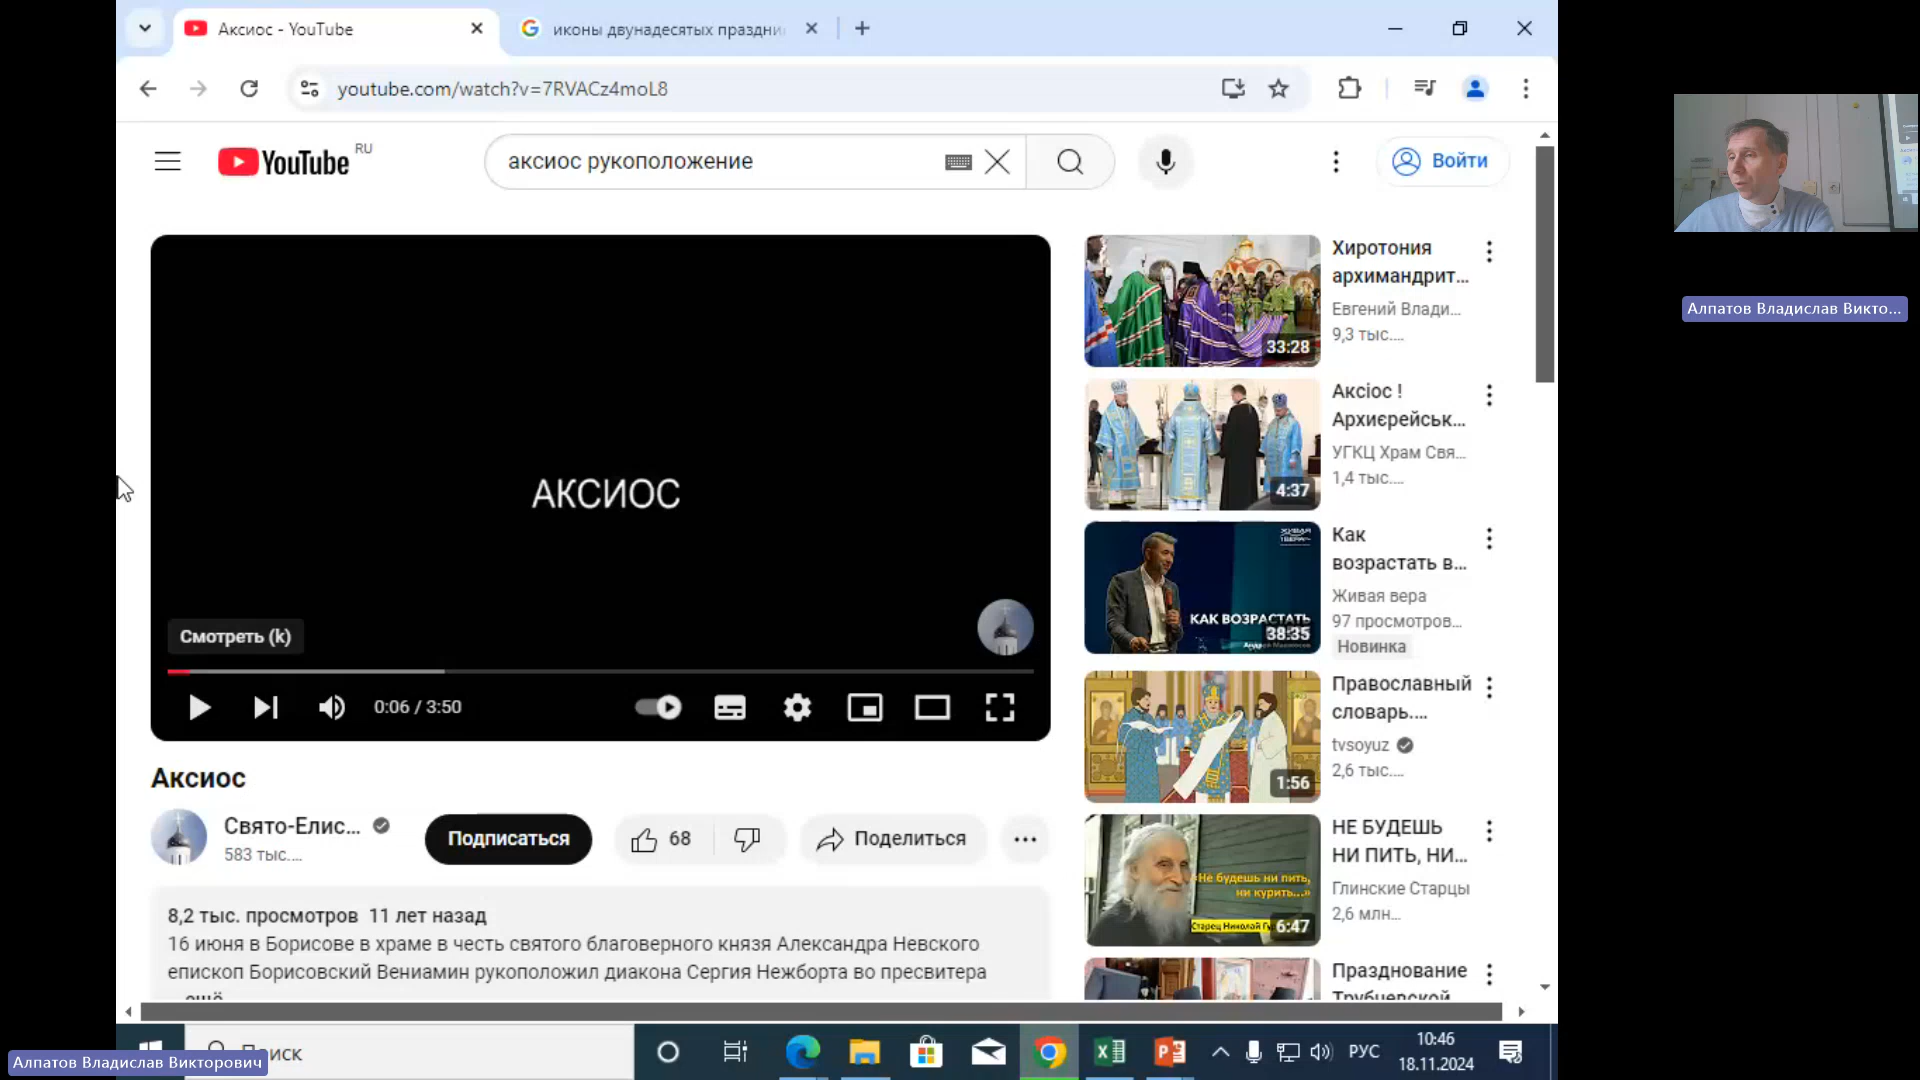 Аксиос - YouTube
иконы двунадесятых праздни
youtube.com/watch?v=7RVACz4moL8
YouTube RU
аксиос рукоположение
Войти
АКСИОС
Смотреть (k)
0:06 / 3:50
Аксиос
Свято-Елис...
583 тыс....
Подписаться
68
Поделиться
8,2 тыс. просмотров 11 лет назад
16 июня в Борисове в храме в честь святого благоверного князя Александра Невского
епископ Борисовский Вениамин рукоположил диакона Сергия Нежборта во пресвитера
...ещё
33:28
Хиротония
архимандрит...
Евгений Влади...
9,3 тыс....
4:37
Аксіос !
Архиєрейськ...
УГКЦ Храм Свя...
1,4 тыс....
КАК ВОЗРАСТАТЬ
38:35
Как
возрастать в...
Живая вера
97 просмотров...
Новинка
1:56
Православный
словарь....
tvsoyuz
2,6 тыс....
«Не будешь ни пить,
ни курить...»
Старец Николай Гу
6:47
НЕ БУДЕШЬ
НИ ПИТЬ, НИ...
Глинские Старцы
2,6 млн...
Празднование
Трубчевской
Поиск
РУС
10:46
18.11.2024
Алпатов Владислав Викторович
Алпатов Владислав Викто...